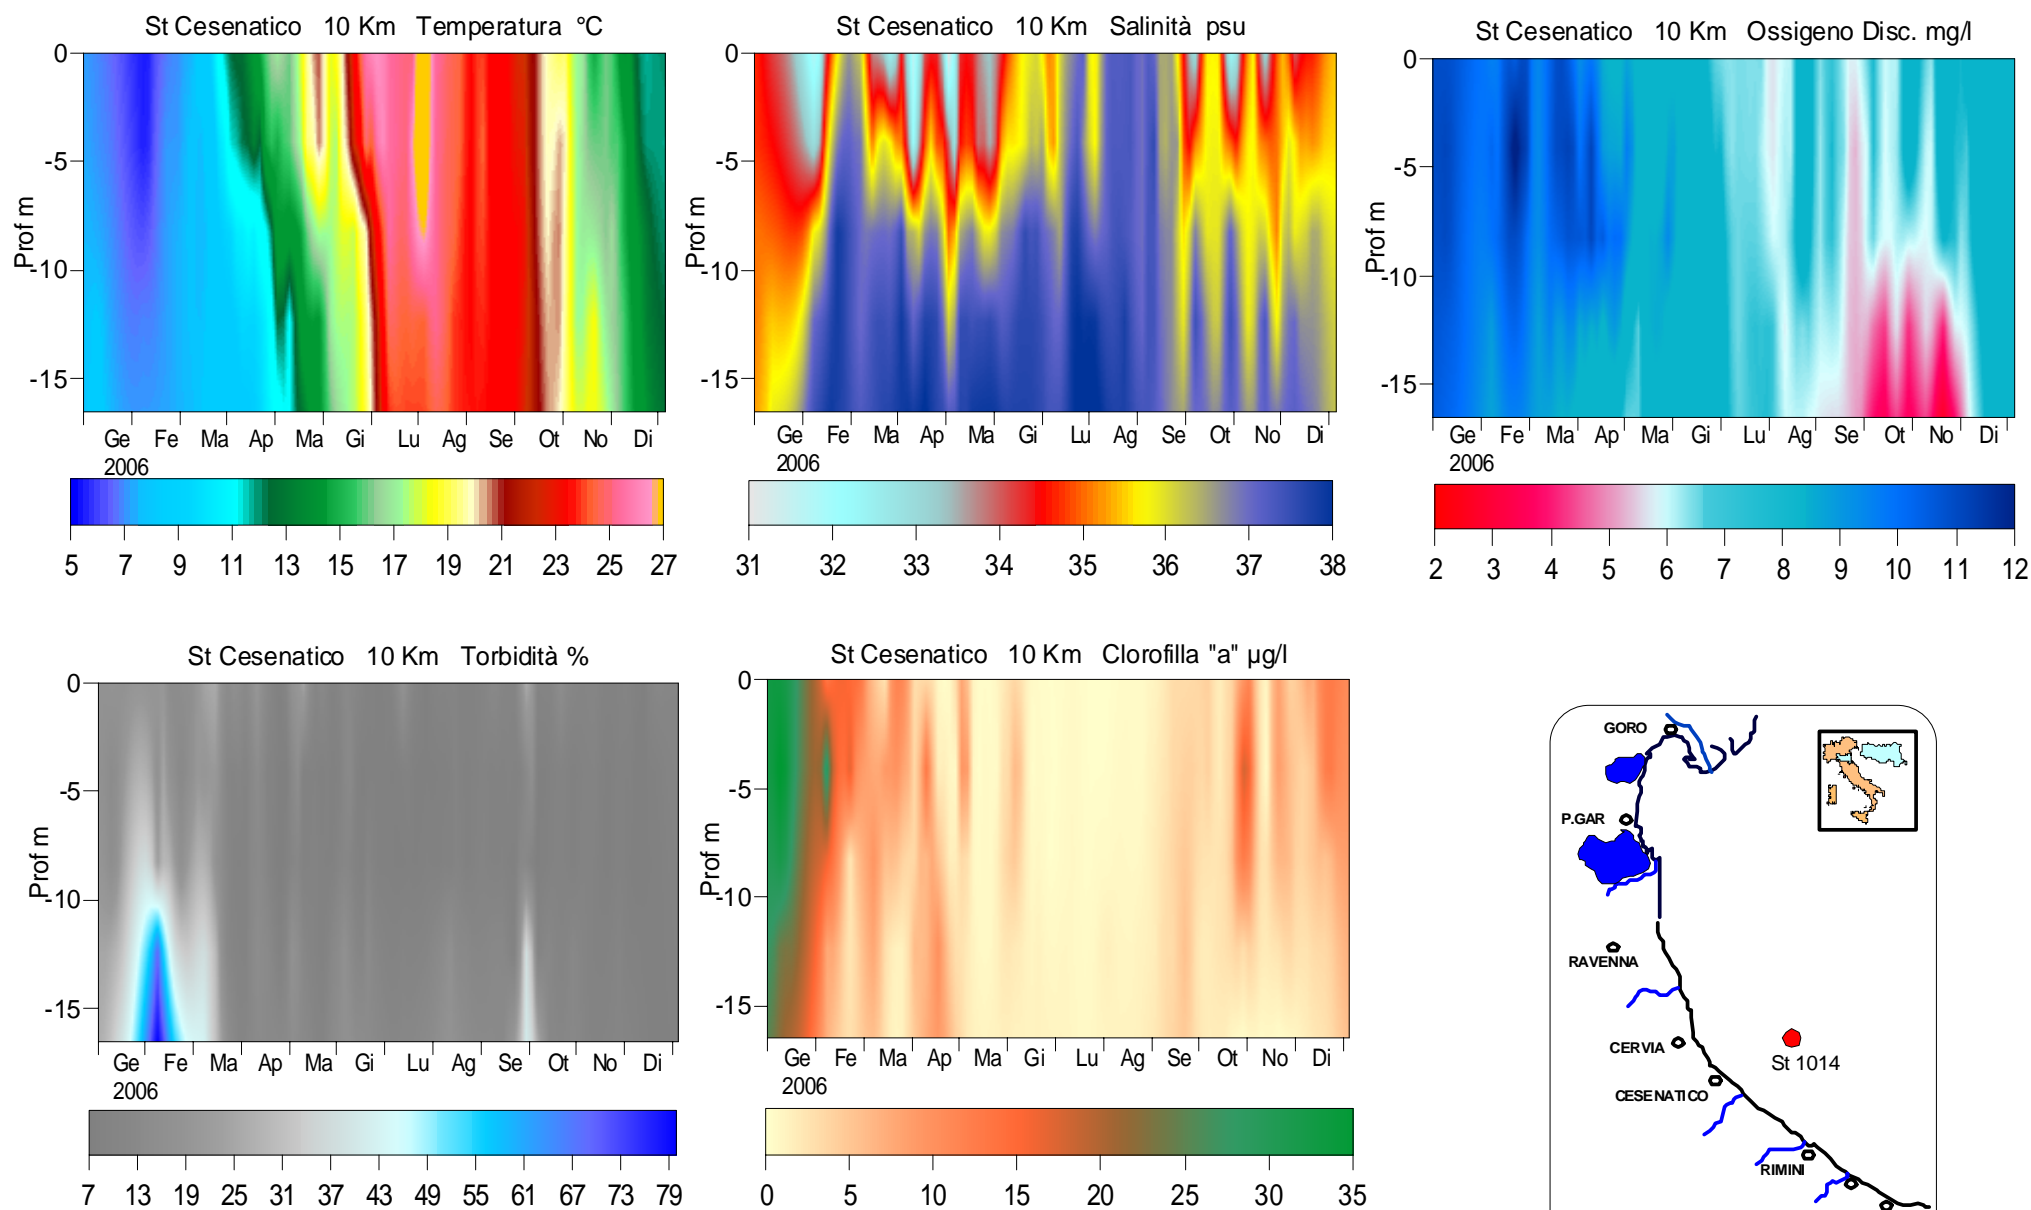 St Cesenatico 10 Km Temperatura °C
0
-5
-10
-15
Prof m
Ge Fe Ma Ap Ma Gi Lu Ag Se Ot No Di
2006
5 7 9 11 13 15 17 19 21 23 25 27
St Cesenatico 10 Km Salinità psu
0
-5
-10
-15
Prof m
Ge Fe Ma Ap Ma Gi Lu Ag Se Ot No Di
2006
31 32 33 34 35 36 37 38
St Cesenatico 10 Km Ossigeno Disc. mg/l
0
-5
-10
-15
Prof m
Ge Fe Ma Ap Ma Gi Lu Ag Se Ot No Di
2006
2 3 4 5 6 7 8 9 10 11 12
St Cesenatico 10 Km Torbidità %
0
-5
-10
-15
Prof m
Ge Fe Ma Ap Ma Gi Lu Ag Se Ot No Di
2006
7 13 19 25 31 37 43 49 55 61 67 73 79
St Cesenatico 10 Km Clorofilla "a" µg/l
0
-5
-10
-15
Prof m
Ge Fe Ma Ap Ma Gi Lu Ag Se Ot No Di
2006
0 5 10 15 20 25 30 35
GORO
P.GAR
RAVENNA
CERVIA
St 1014
CESENATICO
RIMINI